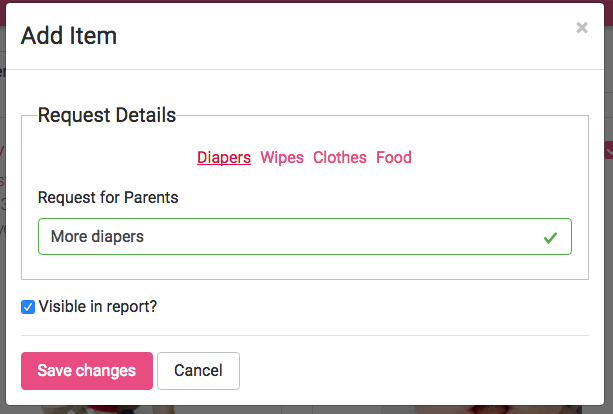 Add Item
×
Request Details
Diapers Wipes Clothes Food
Request for Parents
More diapers
Visible in report?
Save changes Cancel